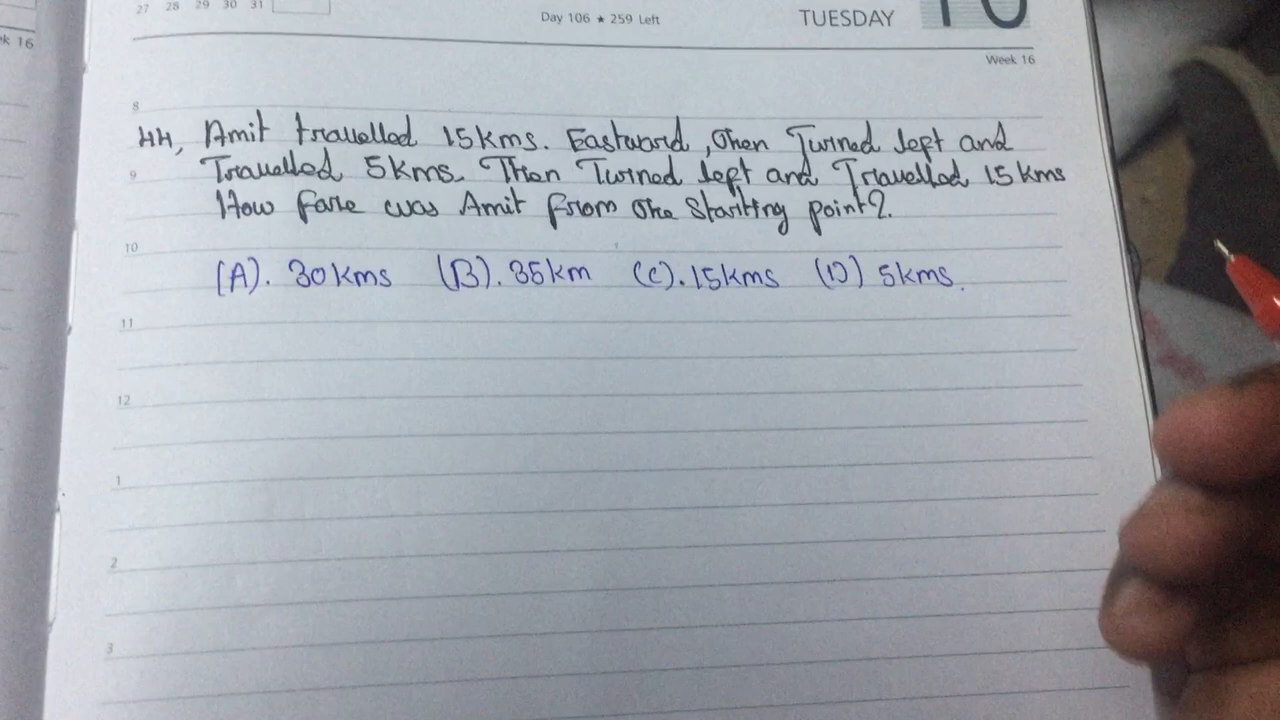 27 28 29 30 31
Day 106 ★ 259 Left
TUESDAY
ek 16
Week 16
8
44, Amit travelled 15kms. Eastward, then Turned left and
9
Travelled 5kms. Then Turned left and Travelled 15kms
How fare was Amit from the Starting point?.
10
(A). 30kms (B). 35km (C). 15kms (D) 5kms.
11
12
1
2
3